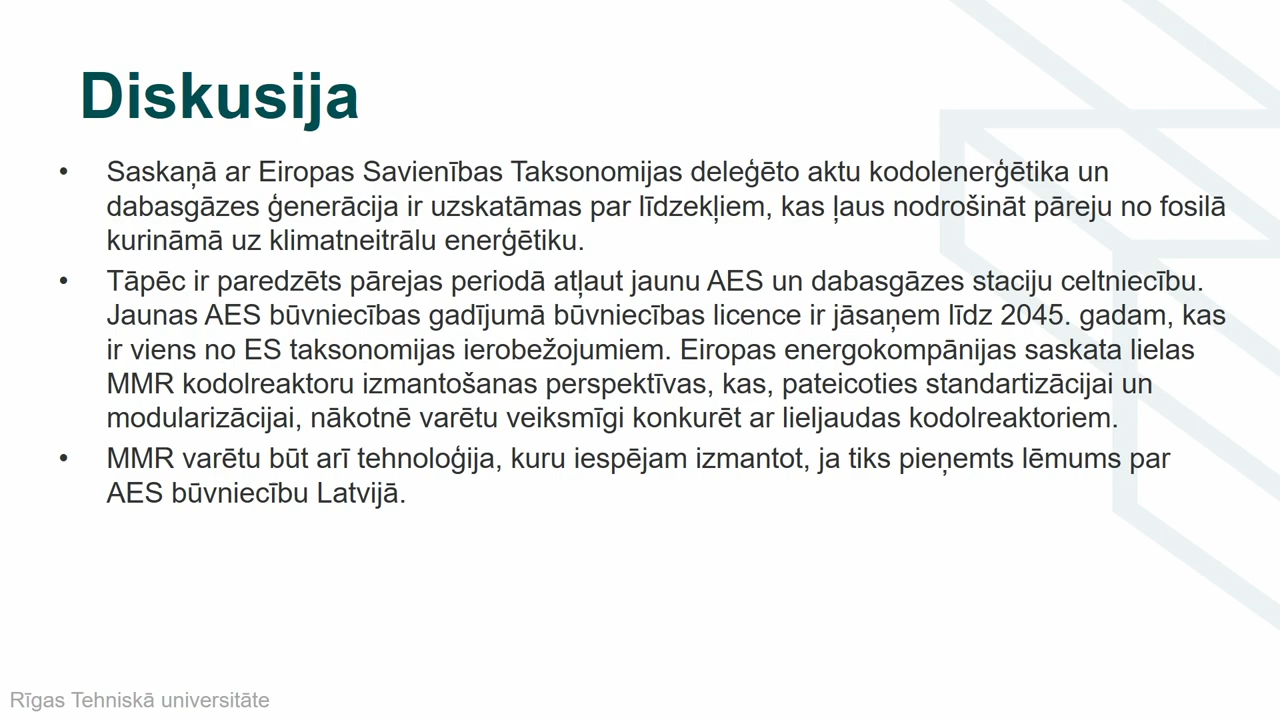 Diskusija
• Saskaņā ar Eiropas Savienības Taksonomijas deleģēto aktu kodolenerģētika un
dabasgāzes ģenerācija ir uzskatāmas par līdzekļiem, kas ļaus nodrošināt pāreju no fosilā
kurināmā uz klimatneitrālu enerģētiku.
• Tāpēc ir paredzēts pārejas periodā atļaut jaunu AES un dabasgāzes staciju celtniecību.
Jaunas AES būvniecības gadījumā būvniecības licence ir jāsaņem līdz 2045. gadam, kas
ir viens no ES taksonomijas ierobežojumiem. Eiropas energokompānijas saskata lielas
MMR kodolreaktoru izmantošanas perspektīvas, kas, pateicoties standartizācijai un
modularizācijai, nākotnē varētu veiksmīgi konkurēt ar lieljaudas kodolreaktoriem.
• MMR varētu būt arī tehnoloģija, kuru iespējam izmantot, ja tiks pieņemts lēmums par
AES būvniecību Latvijā.
Rīgas Tehniskā universitāte